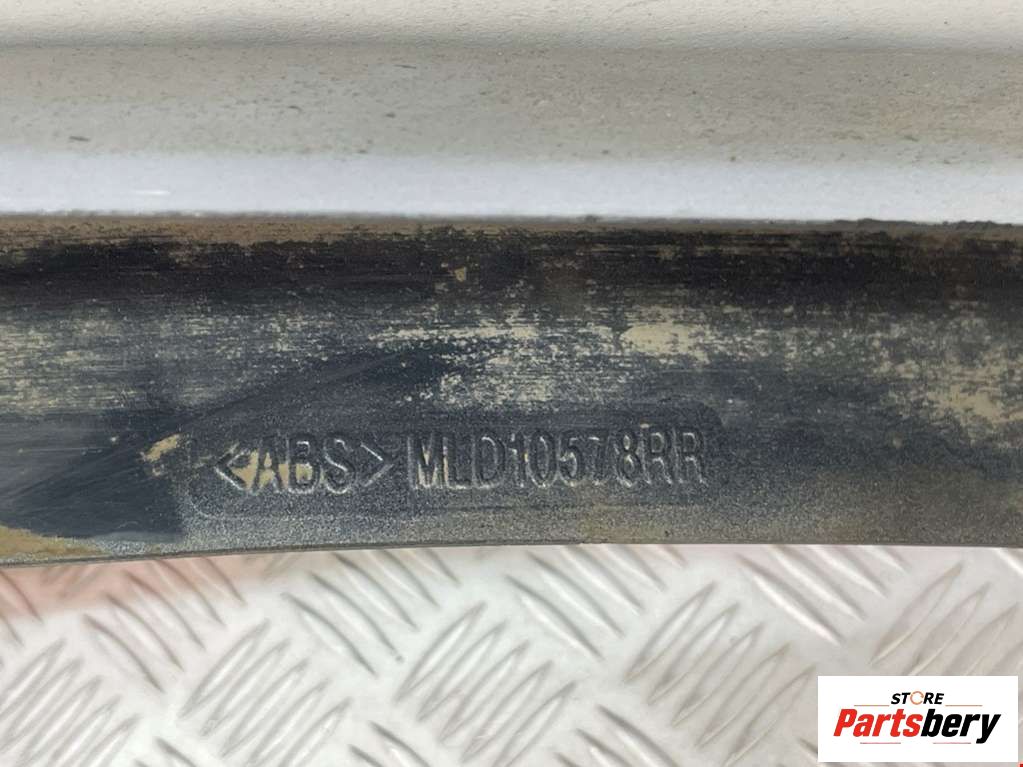 <ABS> MLD10578RR
STORE
Partsbery